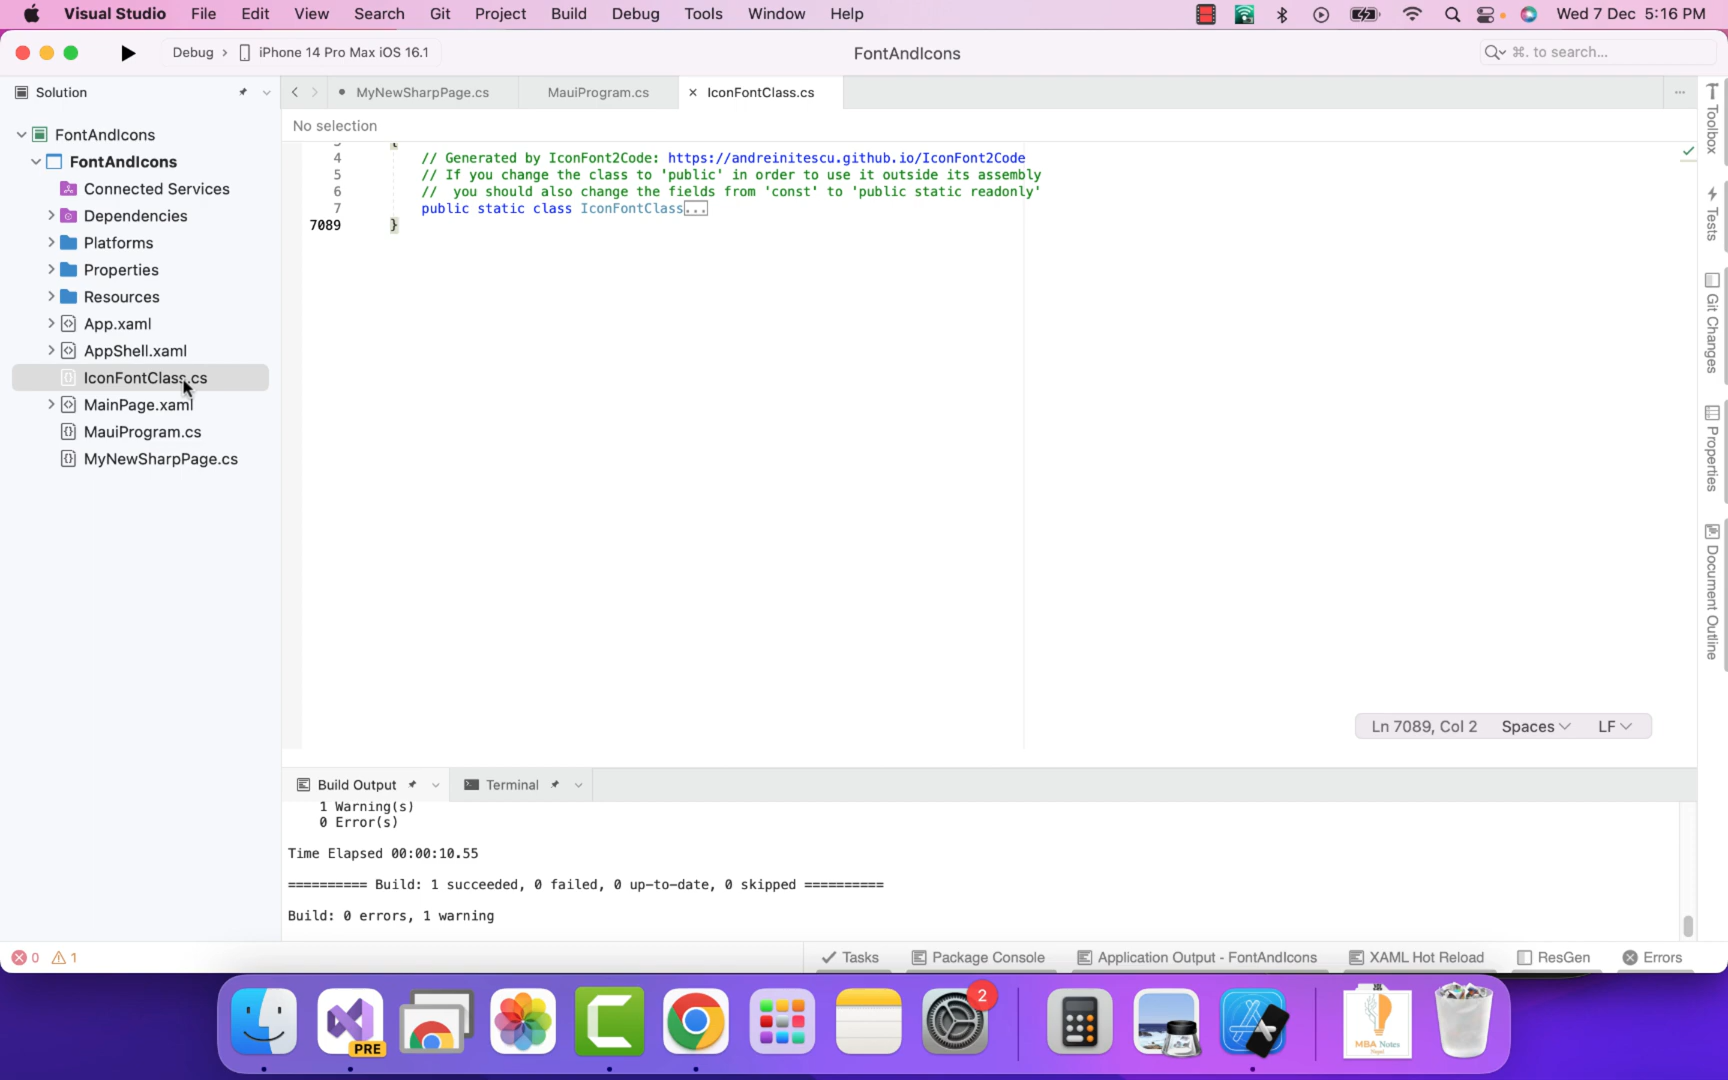 Visual Studio File Edit View Search Git Project Build Debug Tools Window Help Wed 7 Dec 5:16 PM
Debug › iPhone 14 Pro Max iOS 16.1 FontAndIcons ⌘. to search...
Solution
MyNewSharpPage.cs MauiProgram.cs × IconFontClass.cs ...
No selection
FontAndIcons
FontAndIcons
Connected Services
Dependencies
Platforms
Properties
Resources
App.xaml
AppShell.xaml
IconFontClass.cs
MainPage.xaml
MauiProgram.cs
MyNewSharpPage.cs
4 // Generated by IconFont2Code: https://andreinitescu.github.io/IconFont2Code
5 // If you change the class to 'public' in order to use it outside its assembly
6 //  you should also change the fields from 'const' to 'public static readonly'
7 public static class IconFontClass...
7089 }
Ln 7089, Col 2 Spaces LF
Toolbox
Tests
Git Changes
Properties
Document Outline
Build Output Terminal
1 Warning(s)
0 Error(s)
Time Elapsed 00:00:10.55
========== Build: 1 succeeded, 0 failed, 0 up-to-date, 0 skipped ==========
Build: 0 errors, 1 warning
0 1 Tasks Package Console Application Output - FontAndIcons XAML Hot Reload ResGen Errors
PRE
2
MBA Notes